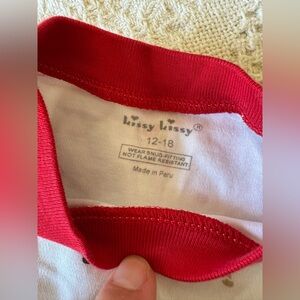 kissy kissy®
12-18
WEAR SNUG-FITTING
NOT FLAME RESISTANT
Made in Peru